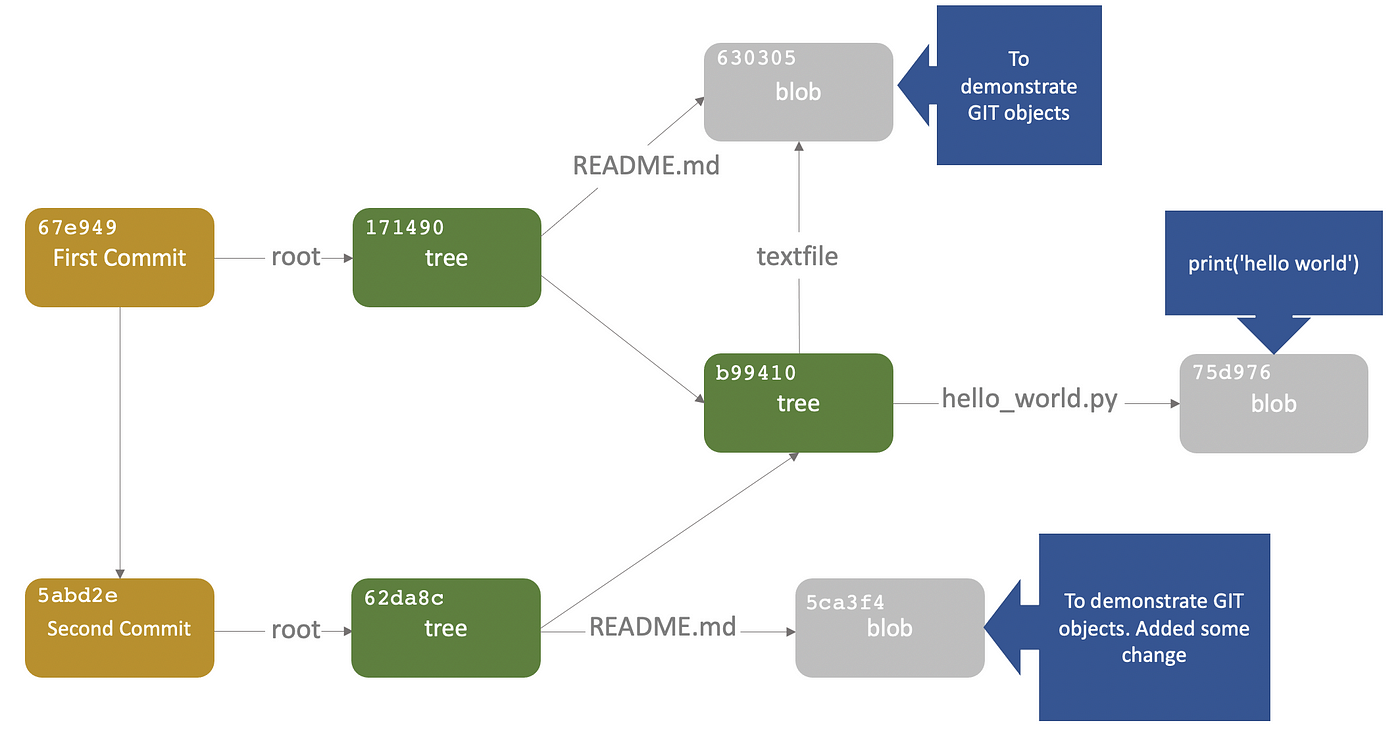 630305
blob
To
demonstrate
GIT objects
README.md
67e949
First Commit
root
171490
tree
textfile
print('hello world')
b99410
tree
hello_world.py
75d976
blob
5abd2e
Second Commit
root
62da8c
tree
README.md
5ca3f4
blob
To demonstrate GIT
objects. Added some
change